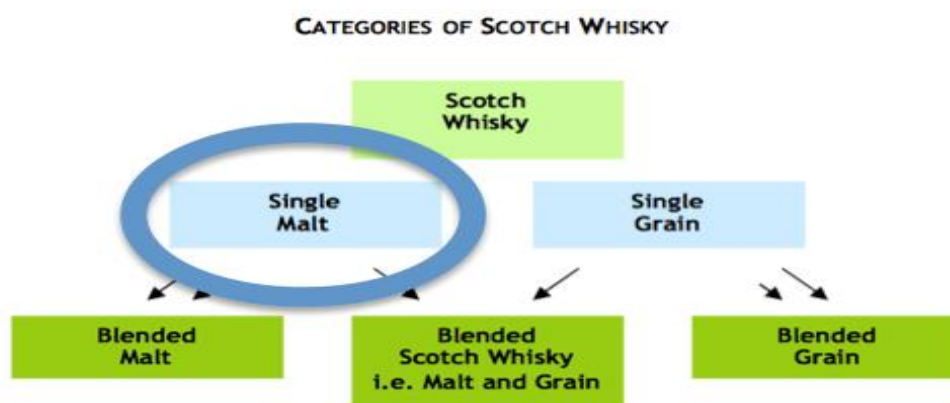 CATEGORIES OF SCOTCH WHISKY
Scotch
Whisky
Single
Malt
Single
Grain
Blended
Malt
Blended
Scotch Whisky
i.e. Malt and Grain
Blended
Grain